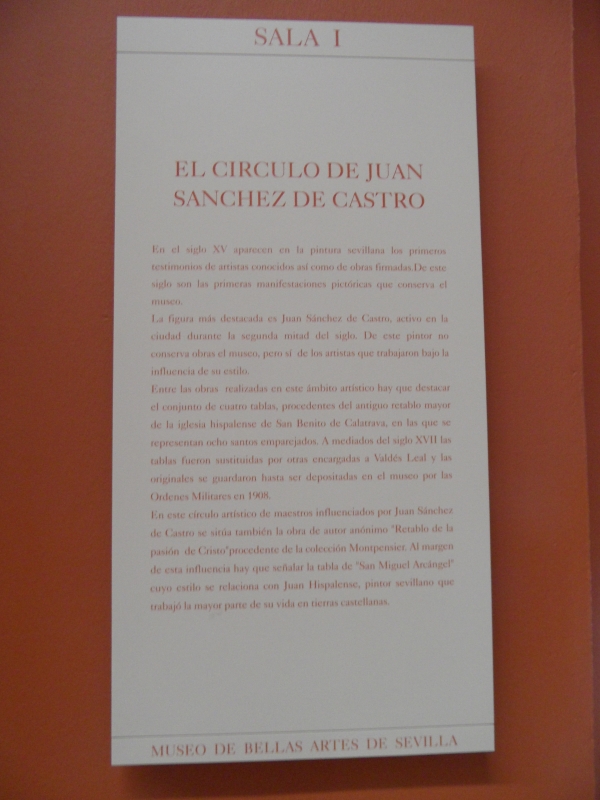 SALA I
EL CIRCULO DE JUAN
SANCHEZ DE CASTRO
En el siglo XV aparecen en la pintura sevillana los primeros
testimonios de artistas conocidos así como de obras firmadas.De este
siglo son las primeras manifestaciones pictóricas que conserva el
museo.
La figura más destacada es Juan Sánchez de Castro, activo en la
ciudad durante la segunda mitad del siglo. De este pintor no
conserva obras el museo, pero sí de los artistas que trabajaron bajo la
influencia de su estilo.
Entre las obras realizadas en este ámbito artístico hay que destacar
el conjunto de cuatro tablas, procedentes del antiguo retablo mayor
de la iglesia hispalense de San Benito de Calatrava, en las que se
representan ocho santos emparejados. A mediados del siglo XVII las
tablas fueron sustituidas por otras encargadas a Valdés Leal y las
originales se guardaron hasta ser depositadas en el museo por las
Ordenes Militares en 1908.
En este círculo artístico de maestros influenciados por Juan Sánchez
de Castro se sitúa también la obra de autor anónimo "Retablo de la
pasión de Cristo"procedente de la colección Montpensier. Al margen
de esta influencia hay que señalar la tabla de "San Miguel Arcángel"
cuyo estilo se relaciona con Juan Hispalense, pintor sevillano que
trabajó la mayor parte de su vida en tierras castellanas.
MUSEO DE BELLAS ARTES DE SEVILLA